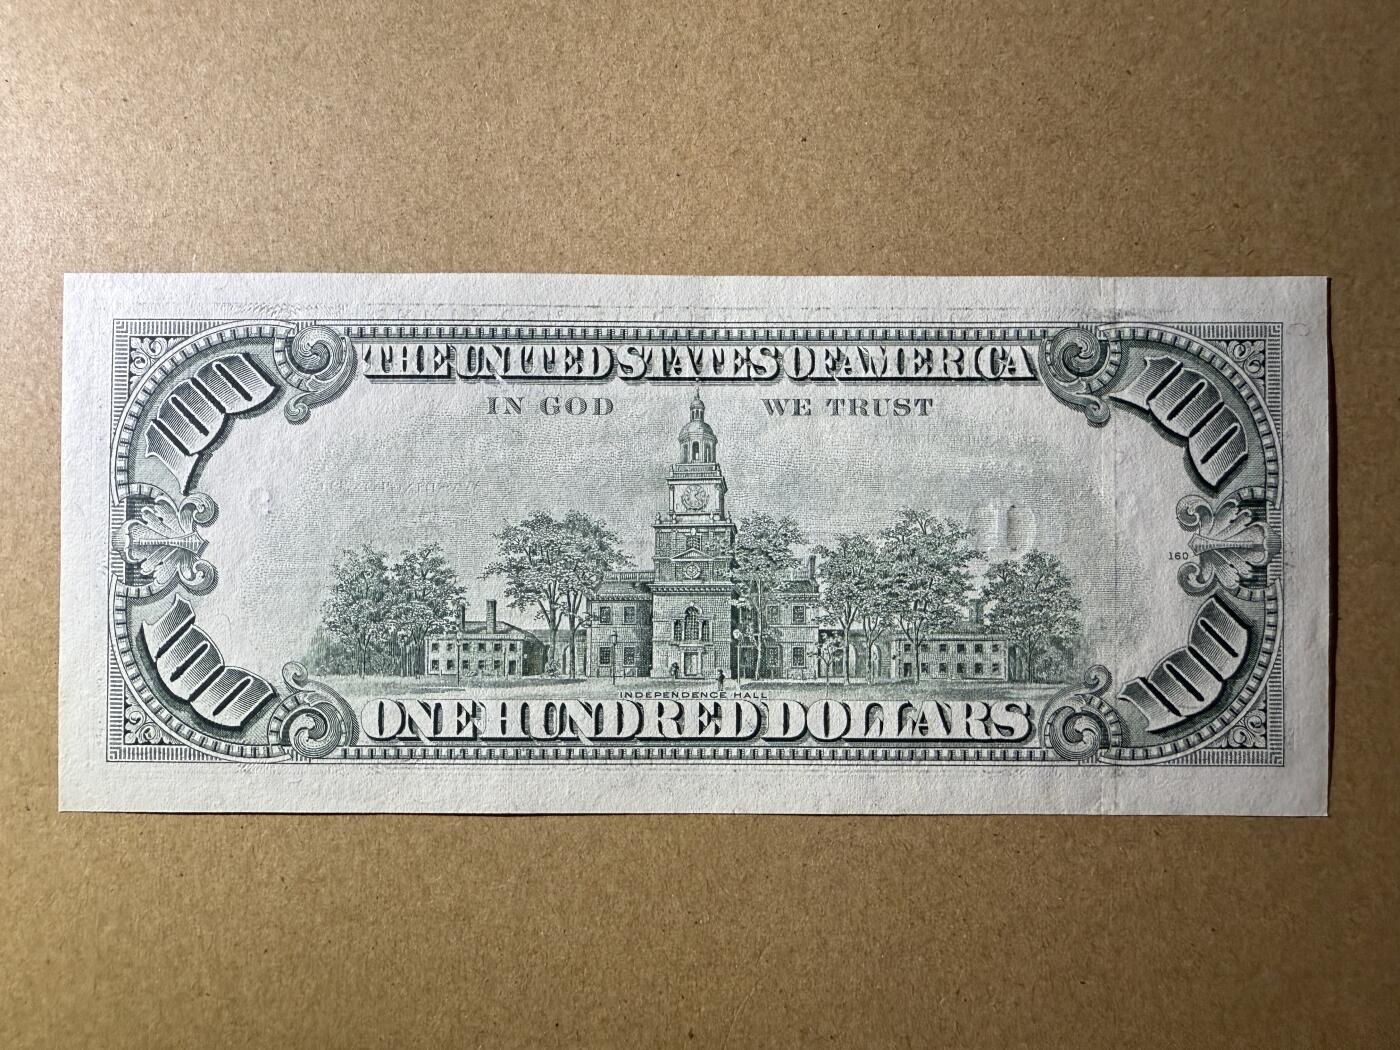 100 THE UNITED STATES OF AMERICA 100
IN GOD WE TRUST
160
INDEPENDENCE HALL
100 ONE HUNDRED DOLLARS 100